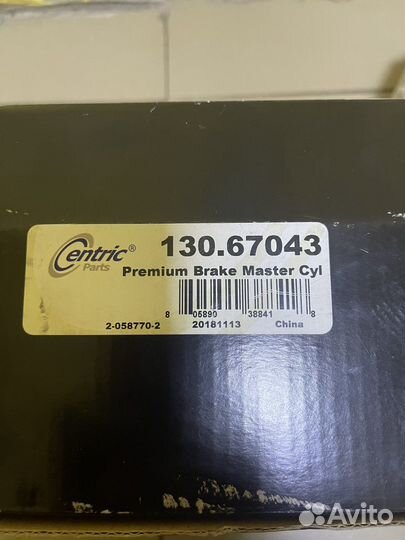 Centric® 130.67043
Parts
Premium Brake Master Cyl
8 05890 38841 8
2-058770-2 20181113 China
Avito